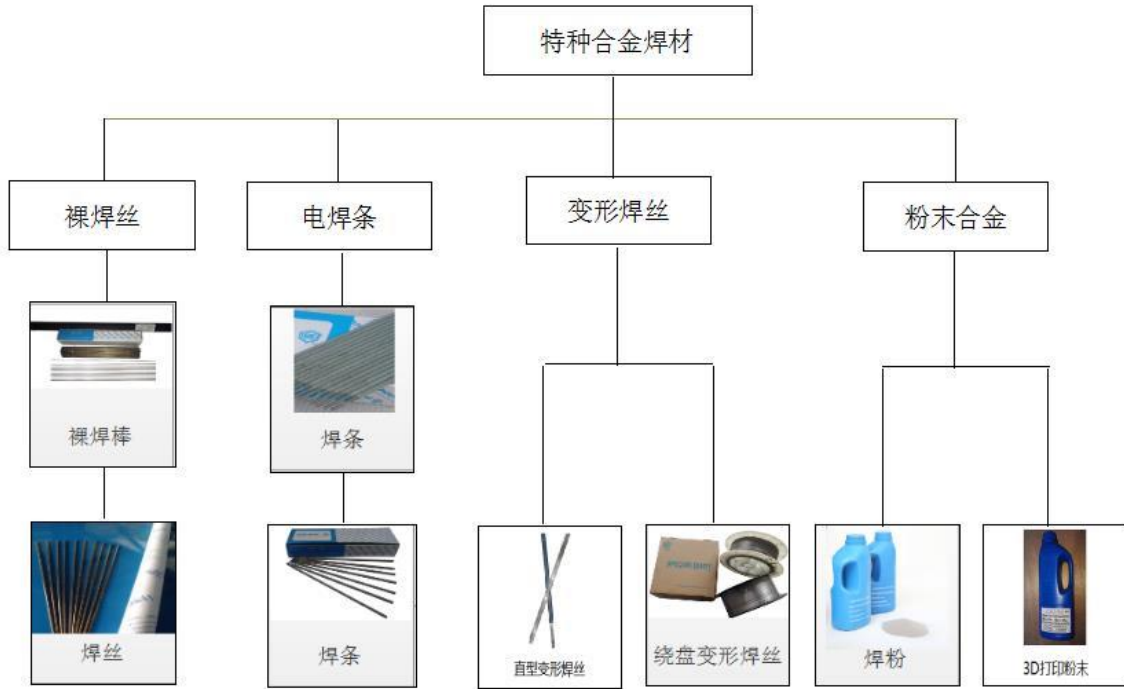 特种合金焊材
裸焊丝
电焊条
变形焊丝
粉末合金
裸焊棒
焊条
焊丝
焊条
直型变形焊丝
绕盘变形焊丝
焊粉
3D打印粉末